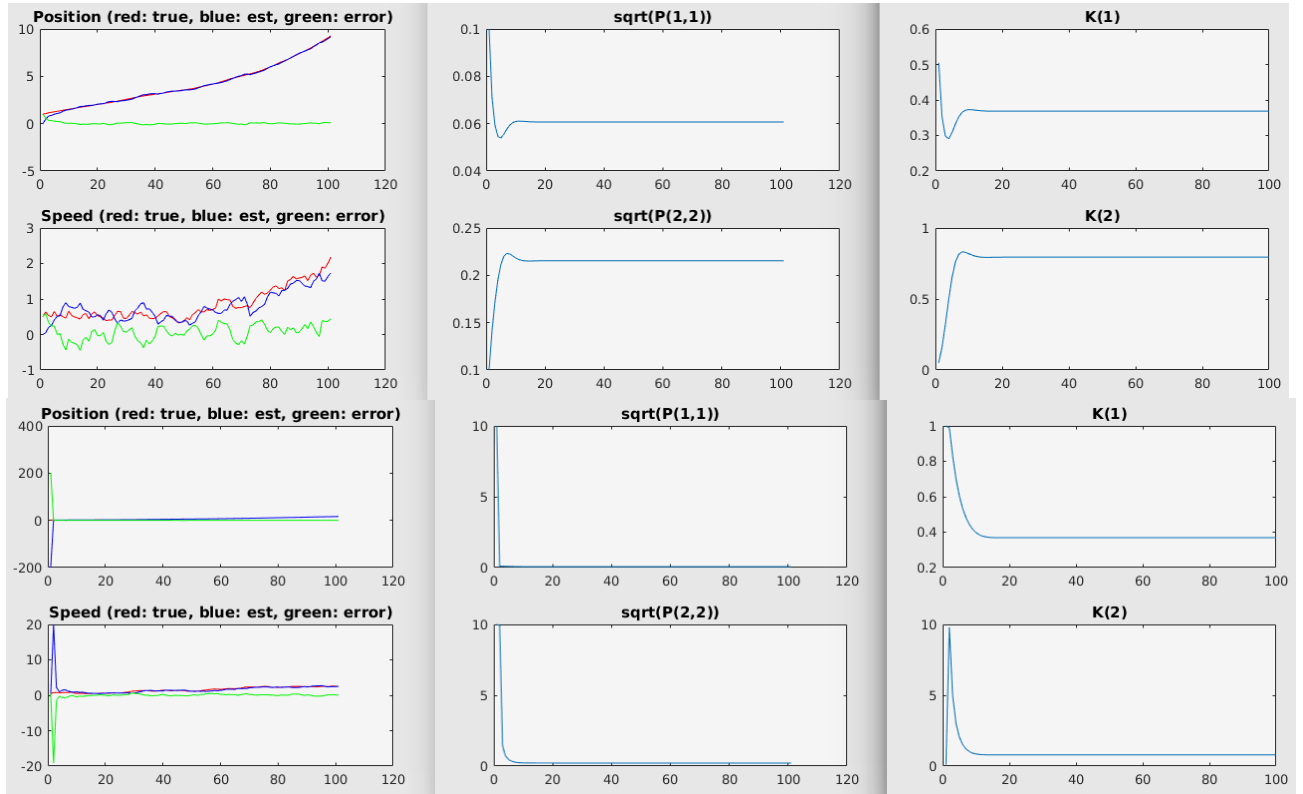 Position (red: true, blue: est, green: error)
10
5
0
-5
0 20 40 60 80 100 120
sqrt(P(1,1))
0.1
0.08
0.06
0.04
0 20 40 60 80 100 120
K(1)
0.6
0.5
0.4
0.3
0.2
0 20 40 60 80 100
Speed (red: true, blue: est, green: error)
3
2
1
0
-1
0 20 40 60 80 100 120
sqrt(P(2,2))
0.25
0.2
0.15
0.1
0 20 40 60 80 100 120
K(2)
1
0.5
0
0 20 40 60 80 100
Position (red: true, blue: est, green: error)
400
200
0
-200
0 20 40 60 80 100 120
sqrt(P(1,1))
10
5
0
0 20 40 60 80 100 120
K(1)
1
0.8
0.6
0.4
0.2
0 20 40 60 80 100
Speed (red: true, blue: est, green: error)
20
10
0
-10
-20
0 20 40 60 80 100 120
sqrt(P(2,2))
10
5
0
0 20 40 60 80 100 120
K(2)
10
5
0
0 20 40 60 80 100